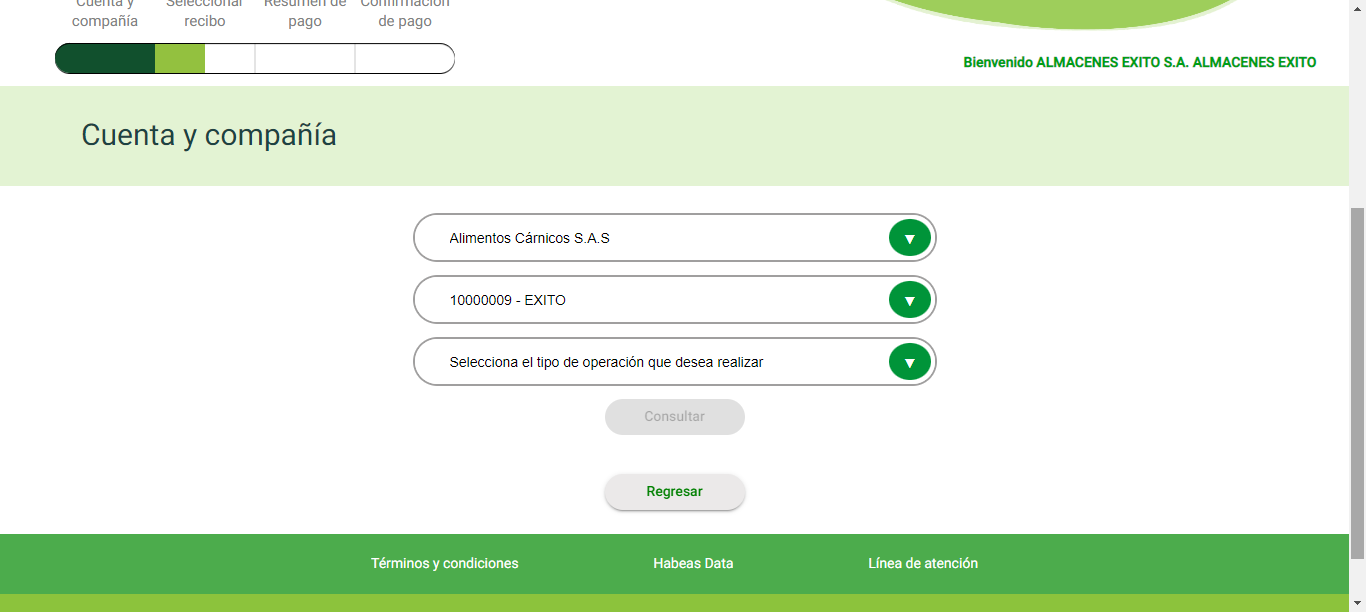 Cuenta y Seleccionar Resumen de Confirmación
compañía recibo pago de pago
Bienvenido ALMACENES EXITO S.A. ALMACENES EXITO
Cuenta y compañía
Alimentos Cárnicos S.A.S
10000009 - EXITO
Selecciona el tipo de operación que desea realizar
Consultar
Regresar
Términos y condiciones Habeas Data Línea de atención